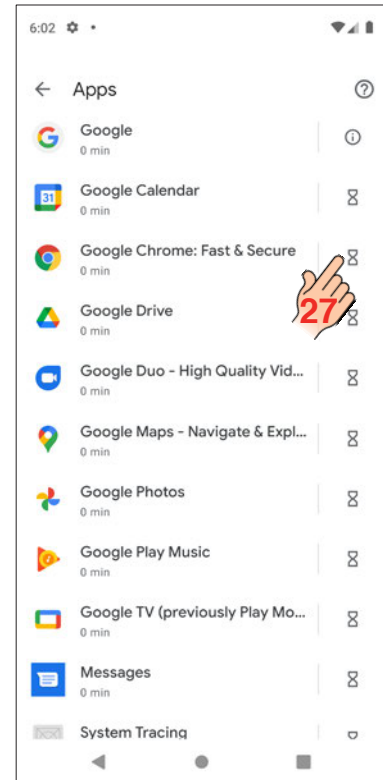 6:02
Apps
Google
0 min
Google Calendar
31
0 min
Google Chrome: Fast & Secure
0 min
27
Google Drive
0 min
Google Duo - High Quality Vid...
0 min
Google Maps - Navigate & Expl...
0 min
Google Photos
0 min
Google Play Music
0 min
Google TV (previously Play Mo...
0 min
Messages
0 min
System Tracing